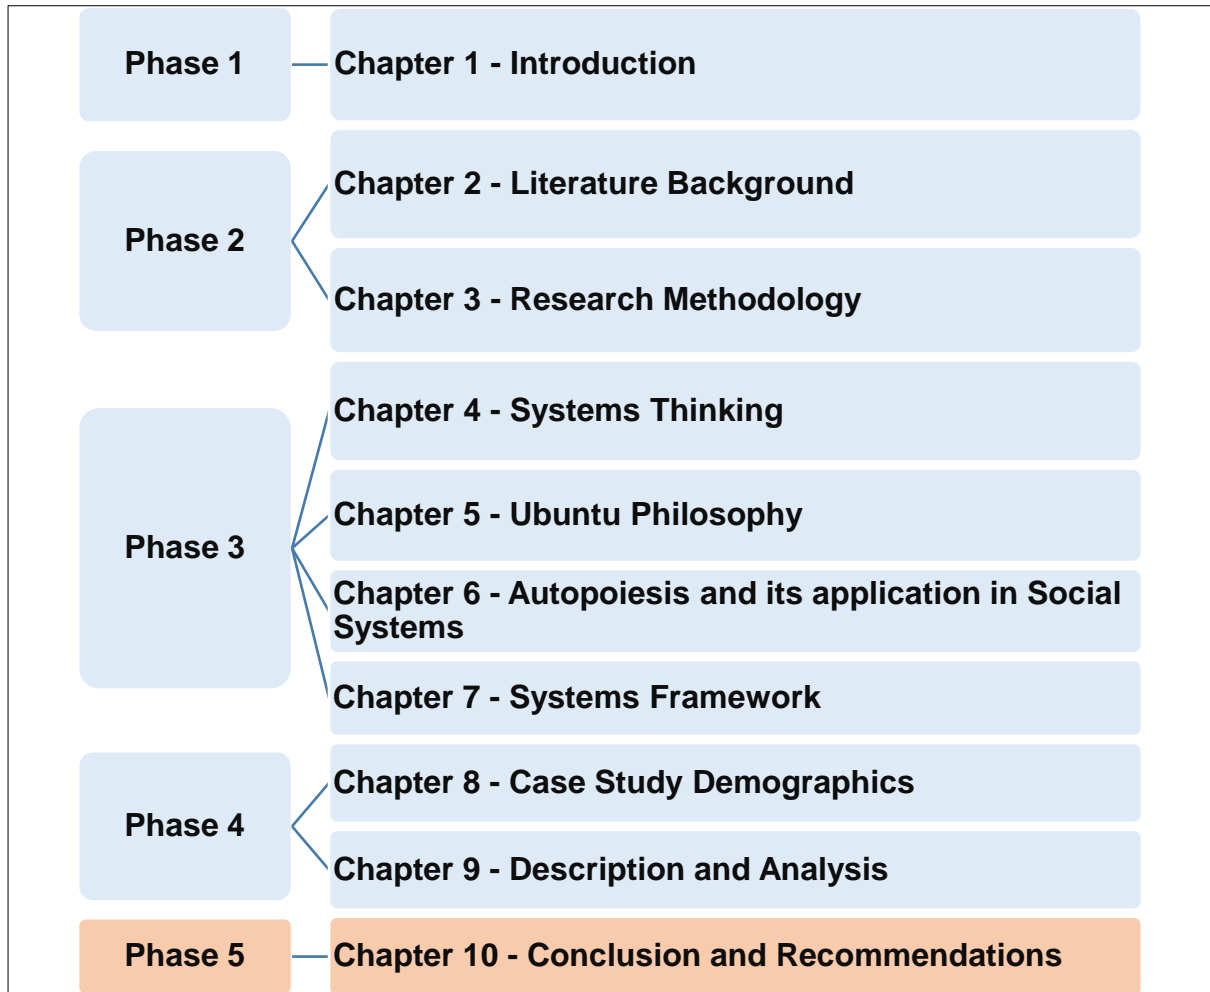 Phase 1
Chapter 1 - Introduction
Phase 2
Chapter 2 - Literature Background
Chapter 3 - Research Methodology
Phase 3
Chapter 4 - Systems Thinking
Chapter 5 - Ubuntu Philosophy
Chapter 6 - Autopoiesis and its application in Social
Systems
Chapter 7 - Systems Framework
Phase 4
Chapter 8 - Case Study Demographics
Chapter 9 - Description and Analysis
Phase 5
Chapter 10 - Conclusion and Recommendations